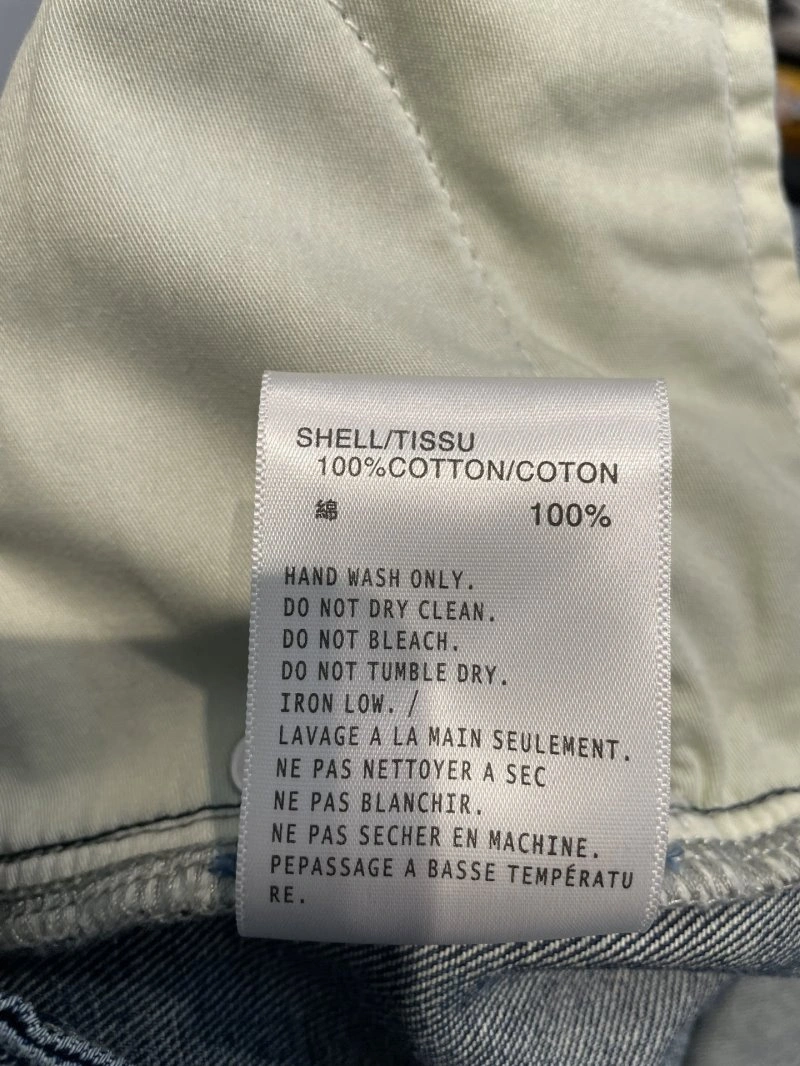 SHELL/TISSU
100%COTTON/COTON
綿 100%
HAND WASH ONLY.
DO NOT DRY CLEAN.
DO NOT BLEACH.
DO NOT TUMBLE DRY.
IRON LOW. /
LAVAGE A LA MAIN SEULEMENT.
NE PAS NETTOYER A SEC
NE PAS BLANCHIR.
NE PAS SECHER EN MACHINE.
PEPASSAGE A BASSE TEMPÉRATU
RE.